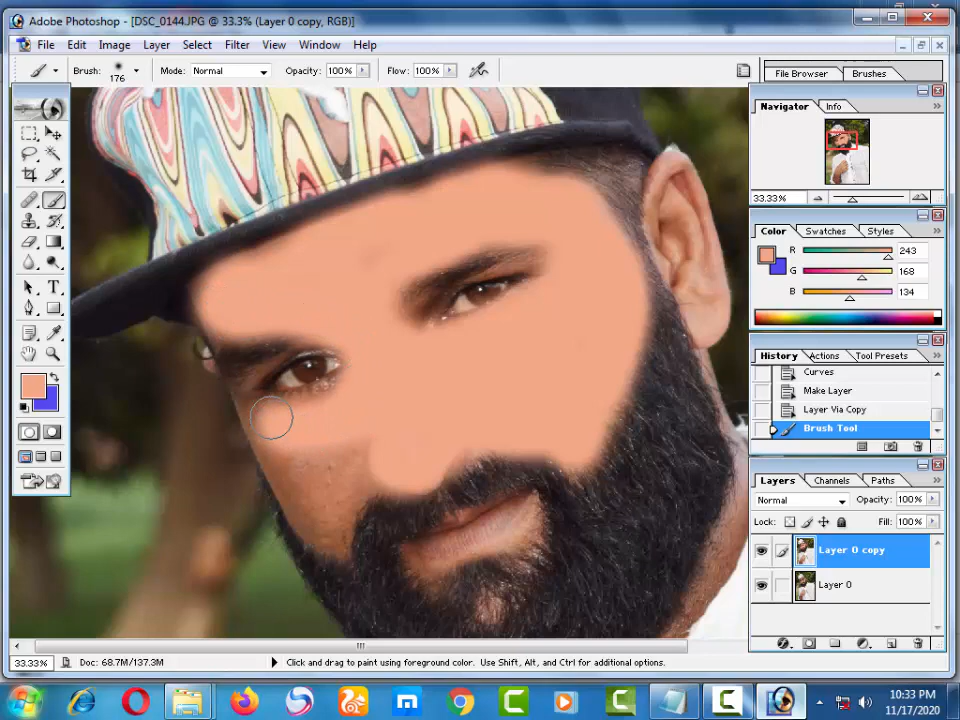 Adobe Photoshop - [DSC_0144.JPG @ 33.3% (Layer 0 copy, RGB)]
File Edit Image Layer Select Filter View Window Help
Brush: 176 Mode: Normal Opacity: 100% Flow: 100% File Browser Brushes
Navigator Info
33.33%
Color Swatches Styles
R 243
G 168
B 134
History Actions Tool Presets
Curves
Make Layer
Layer Via Copy
Brush Tool
Layers Channels Paths
Normal Opacity: 100%
Lock: Fill: 100%
Layer 0 copy
Layer 0
33.33% Doc: 68.7M/137.3M Click and drag to paint using foreground color. Use Shift, Alt, and Ctrl for additional options.
10:33 PM
11/17/2020